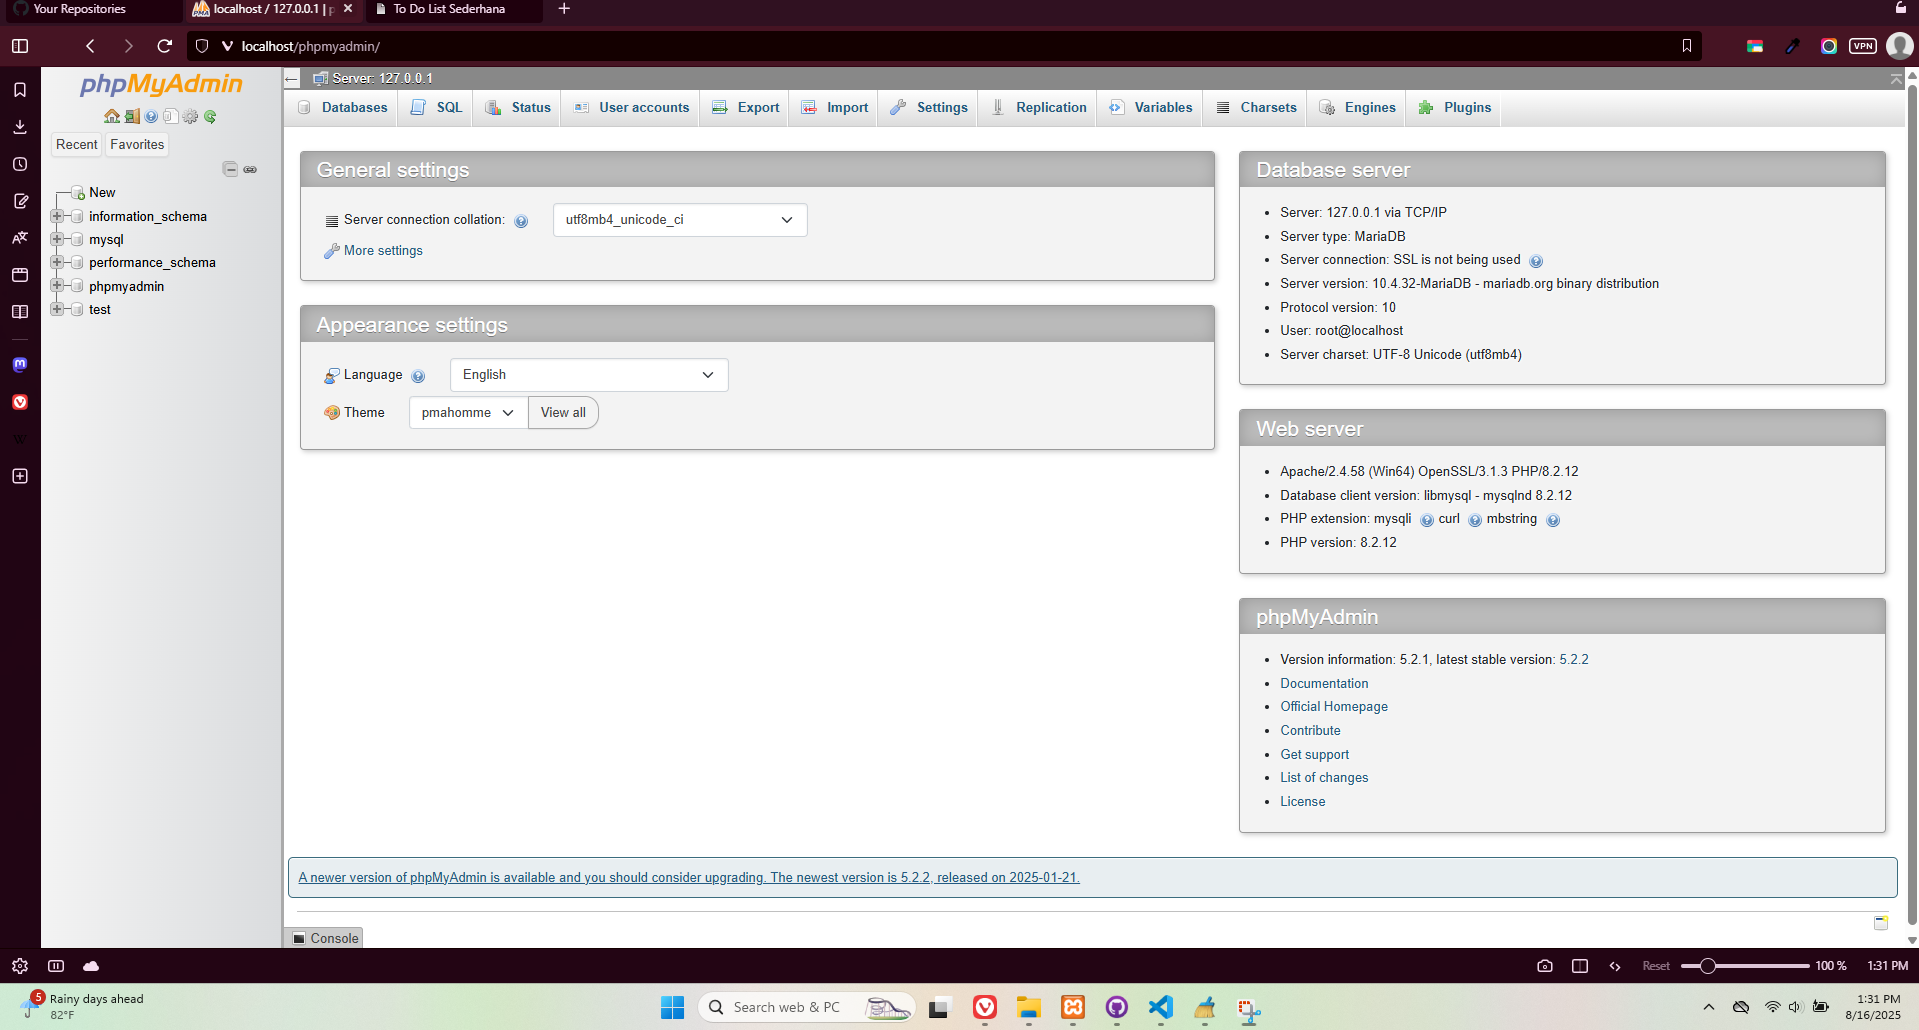 Your Repositories
localhost / 127.0.0.1 | p
To Do List Sederhana
localhost/phpmyadmin/
VPN
phpMyAdmin
Recent
Favorites
New
information_schema
mysql
performance_schema
phpmyadmin
test
Server: 127.0.0.1
Databases
SQL
Status
User accounts
Export
Import
Settings
Replication
Variables
Charsets
Engines
Plugins
General settings
Server connection collation:
utf8mb4_unicode_ci
More settings
Appearance settings
Language
English
Theme
pmahomme
View all
Database server
Server: 127.0.0.1 via TCP/IP
Server type: MariaDB
Server connection: SSL is not being used
Server version: 10.4.32-MariaDB - mariadb.org binary distribution
Protocol version: 10
User: root@localhost
Server charset: UTF-8 Unicode (utf8mb4)
Web server
Apache/2.4.58 (Win64) OpenSSL/3.1.3 PHP/8.2.12
Database client version: libmysql - mysqlnd 8.2.12
PHP extension: mysqli curl mbstring
PHP version: 8.2.12
phpMyAdmin
Version information: 5.2.1, latest stable version: 5.2.2
Documentation
Official Homepage
Contribute
Get support
List of changes
License
A newer version of phpMyAdmin is available and you should consider upgrading. The newest version is 5.2.2, released on 2025-01-21.
Console
Reset
100 %
1:31 PM
5
Rainy days ahead
82°F
Search web & PC
1:31 PM
8/16/2025